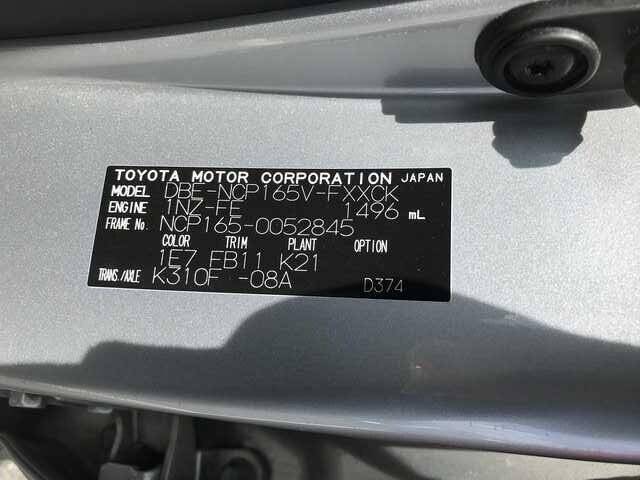 TOYOTA MOTOR CORPORATION JAPAN
MODEL DBE-NCP165V-FXXCK
ENGINE 1NZ-FE 1496 mL
FRAME No. NCP165-0052845
COLOR TRIM PLANT OPTION
1E7 FB11 K21
TRANS./AXLE K310F -08A D374